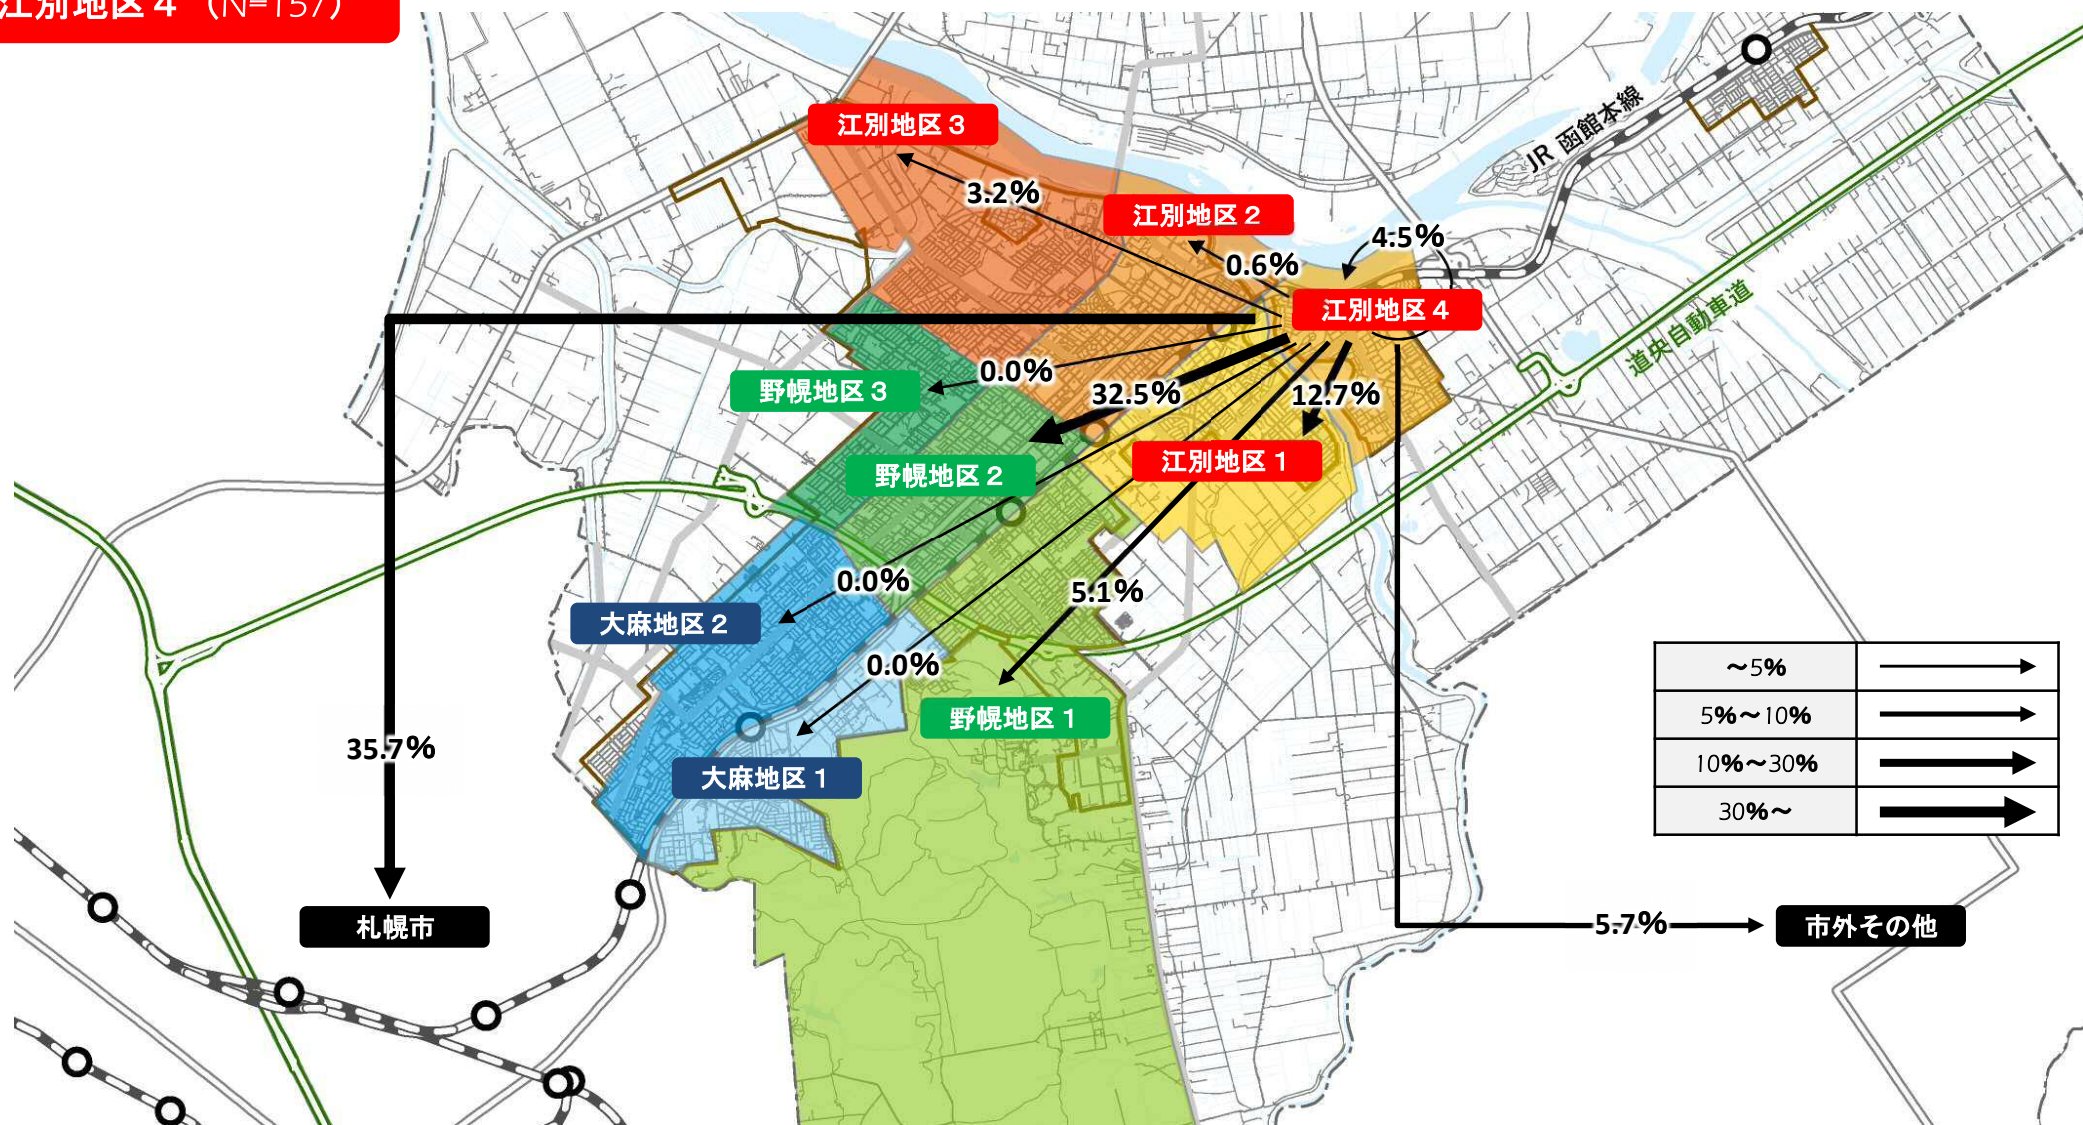 江別地区４（N=157）
江別地区３
3.2%
江別地区２
0.6%
4.5%
江別地区４
JR 函館本線
道央自動車道
0.0%
野幌地区３
32.5%
12.7%
江別地区１
野幌地区２
0.0%
5.1%
大麻地区２
0.0%
野幌地区１
大麻地区１
35.7%
札幌市
5.7%
市外その他
～5%
5%～10%
10%～30%
30%～